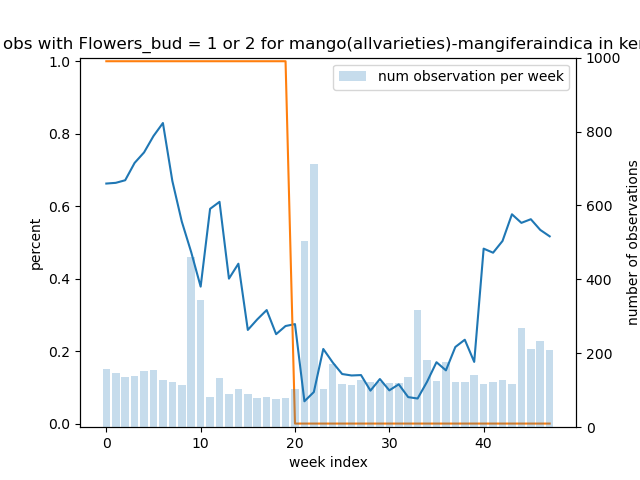 obs with Flowers_bud = 1 or 2 for mango(allvarieties)-mangiferaindica in
num observation per week
percent
1.0
0.8
0.6
0.4
0.2
0.0
1000
800
600
400
200
0
number of observations
0 10 20 30 40
week index